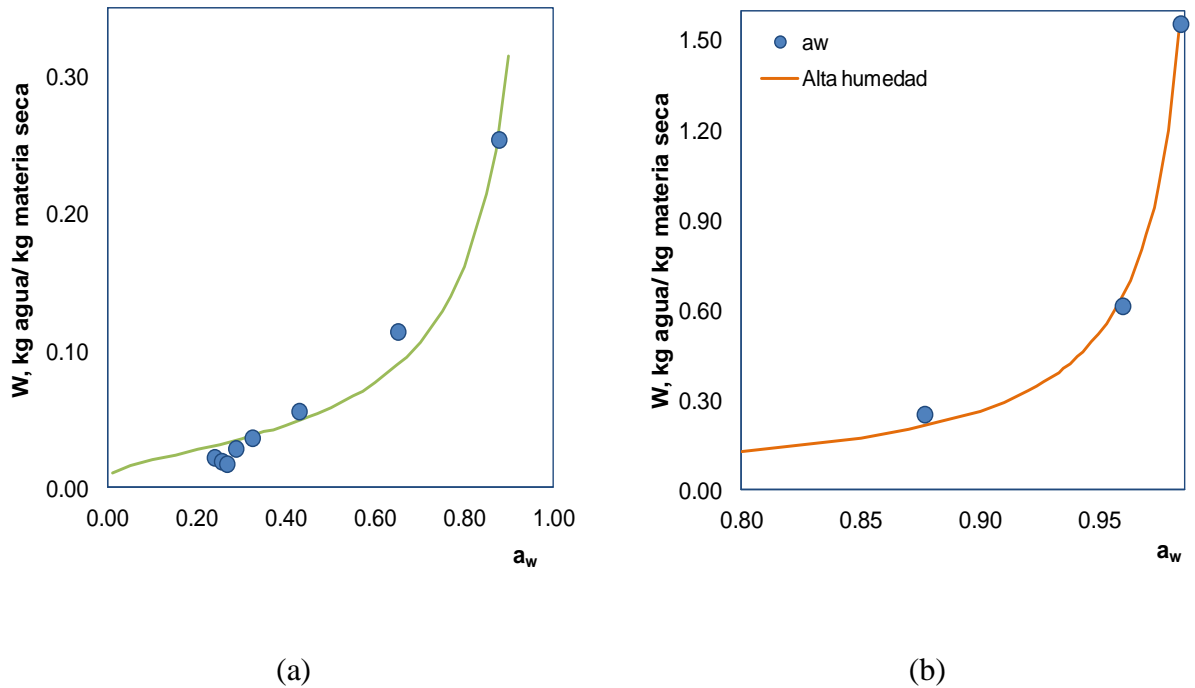 W, kg agua/ kg materia seca
0.30
0.20
0.10
0.00
0.00 0.20 0.40 0.60 0.80 1.00
aw
(a)
W, kg agua/ kg materia seca
1.50
1.20
0.90
0.60
0.30
0.00
aw
Alta humedad
0.80 0.85 0.90 0.95
aw
(b)